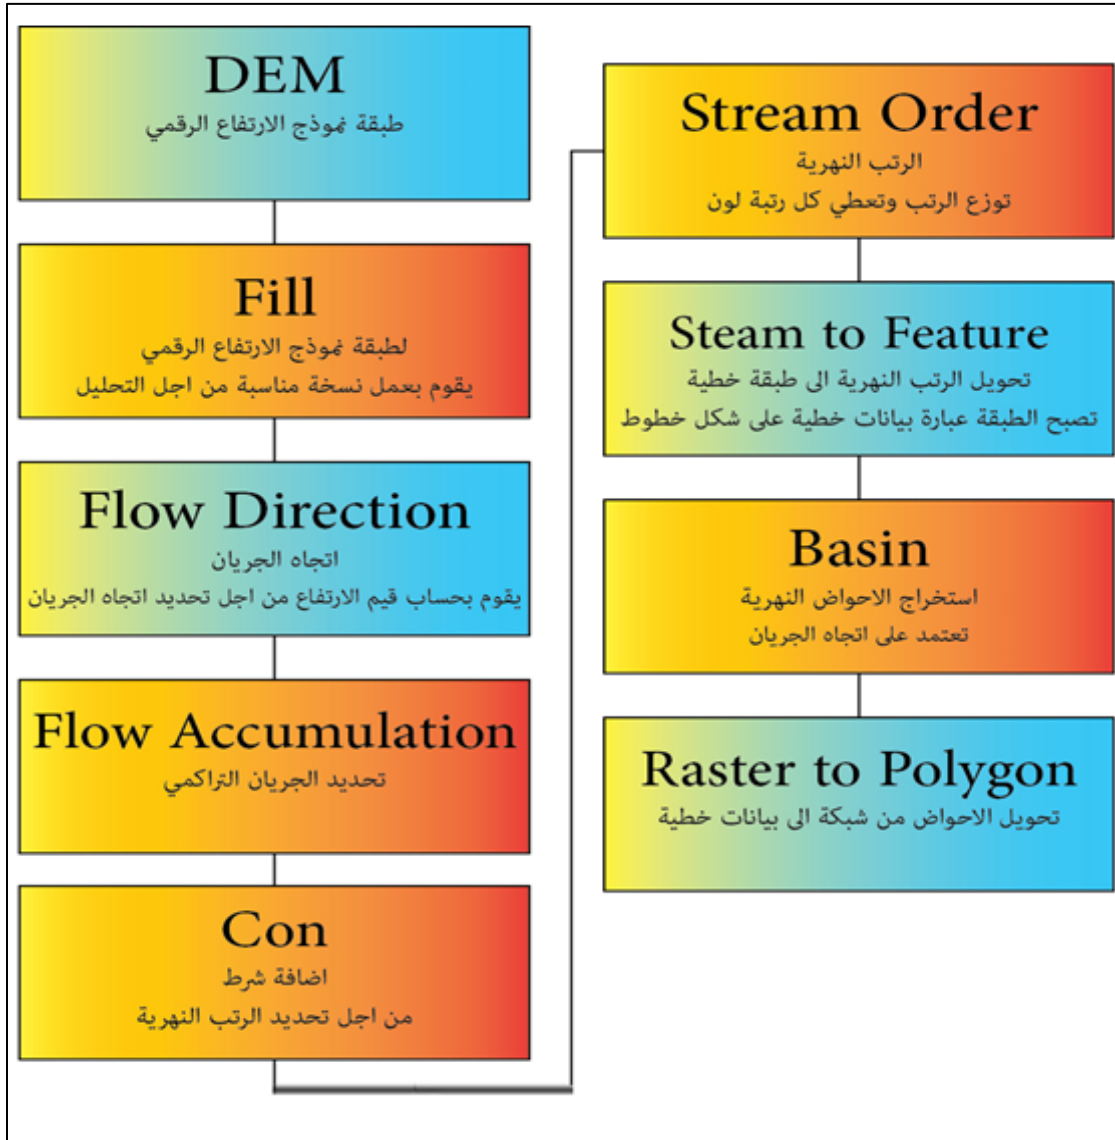 DEM
طبقة نموذج الارتفاع الرقمي
Fill
لطبقة نموذج الارتفاع الرقمي
يقوم بعمل نسخة مناسبة من اجل التحليل
Flow Direction
اتجاه الجريان
يقوم بحساب قيم الارتفاع من اجل تحديد اتجاه الجريان
Flow Accumulation
تحديد الجريان التراكمي
Con
اضافة شرط
من اجل تحديد الرتب النهرية
Stream Order
الرتب النهرية
توزع الرتب وتعطي كل رتبة لون
Steam to Feature
تحويل الرتب النهرية الى طبقة خطية
تصبح الطبقة عبارة بيانات خطية على شكل خطوط
Basin
استخراج الاحواض النهرية
تعتمد على اتجاه الجريان
Raster to Polygon
تحويل الاحواض من شبكة الى بيانات خطية